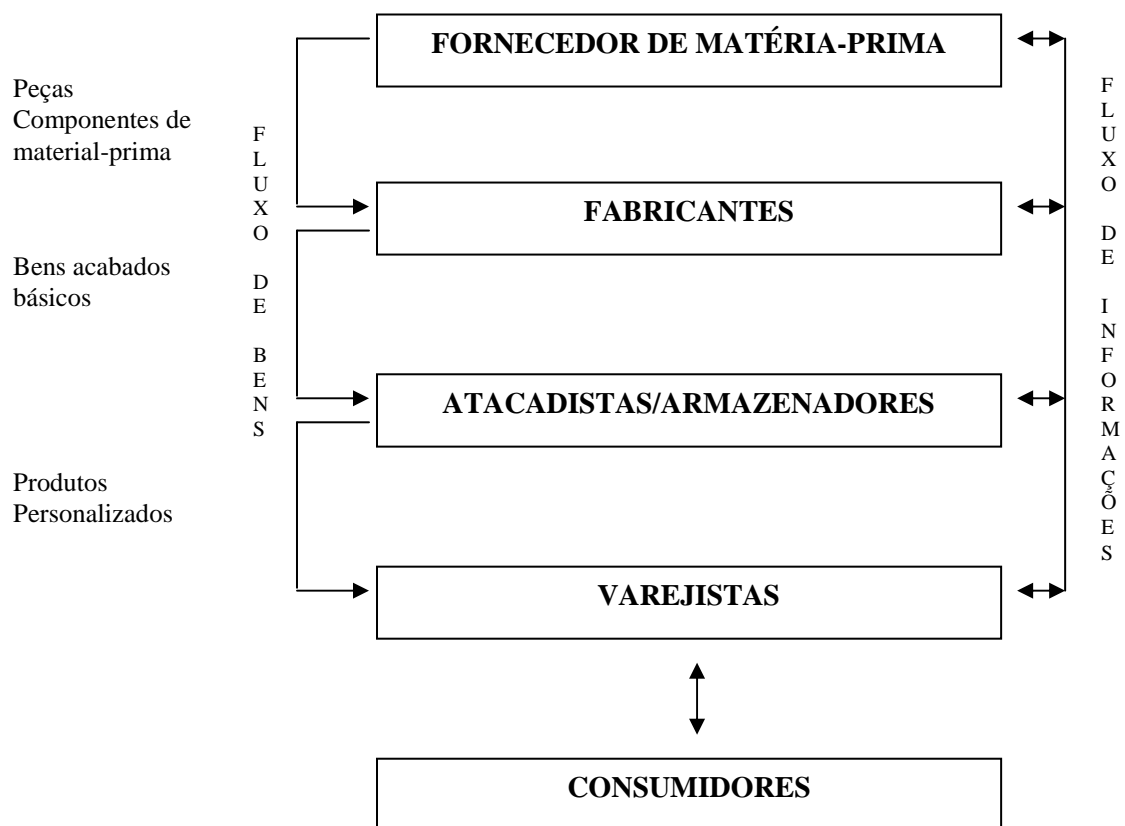 FORNECEDOR DE MATÉRIA-PRIMA
Peças
Componentes de
material-prima
FLUXO DE BENS
FLUXO DE INFORMAÇÕES
FABRICANTES
Bens acabados
básicos
ATACADISTAS/ARMAZENADORES
Produtos
Personalizados
VAREJISTAS
CONSUMIDORES